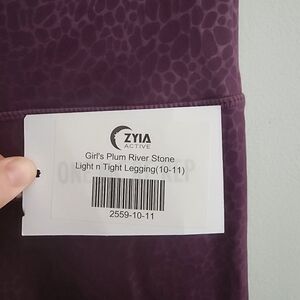 ZYIA
ACTIVE
Girl's Plum River Stone
Light n Tight Legging(10-11)
2559-10-11